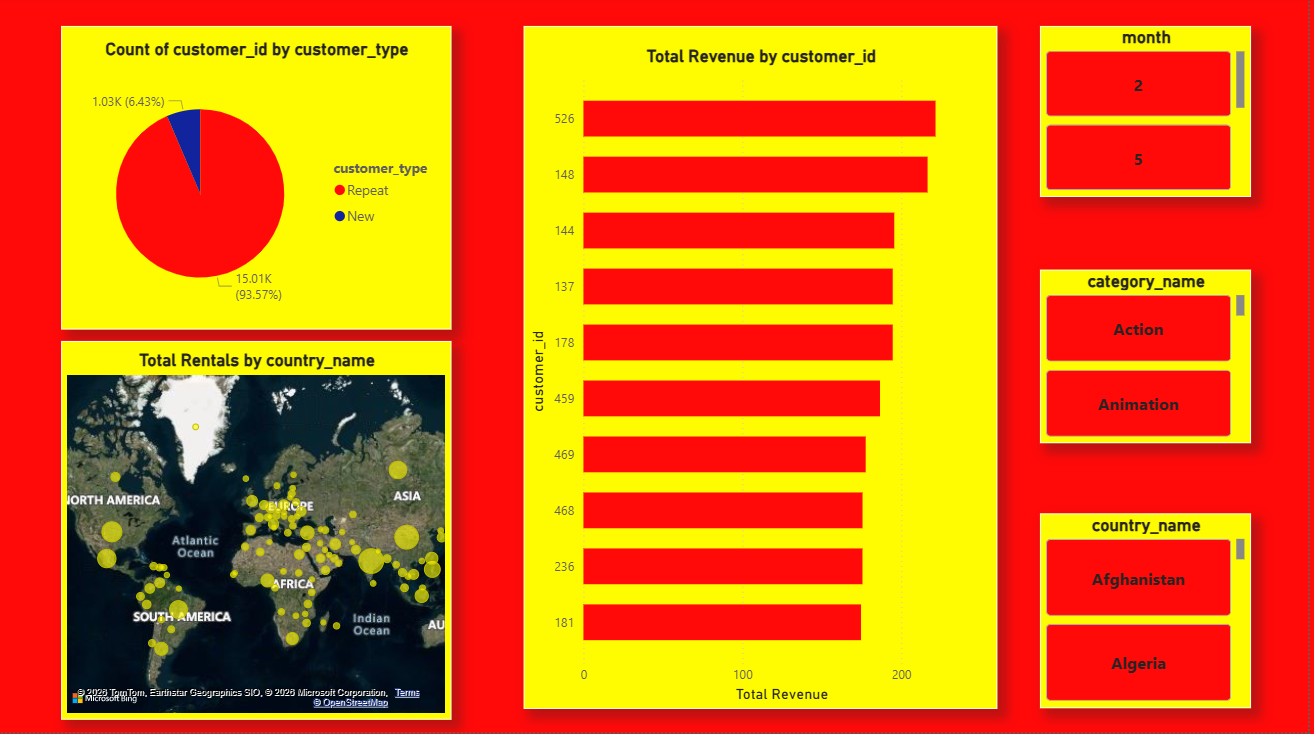 Count of customer_id by customer_type
1.03K (6.43%)
customer_type
Repeat
New
15.01K
(93.57%)
Total Rentals by country_name
NORTH AMERICA
EUROPE
ASIA
Atlantic
Ocean
AFRICA
SOUTH AMERICA
Indian
Ocean
AU
© 2026 TomTom, Earthstar Geographics SIO, © 2026 Microsoft Corporation, Terms
Microsoft Bing
© OpenStreetMap
Total Revenue by customer_id
customer_id
526
148
144
137
178
459
469
468
236
181
0 100 200
Total Revenue
month
2
5
category_name
Action
Animation
country_name
Afghanistan
Algeria